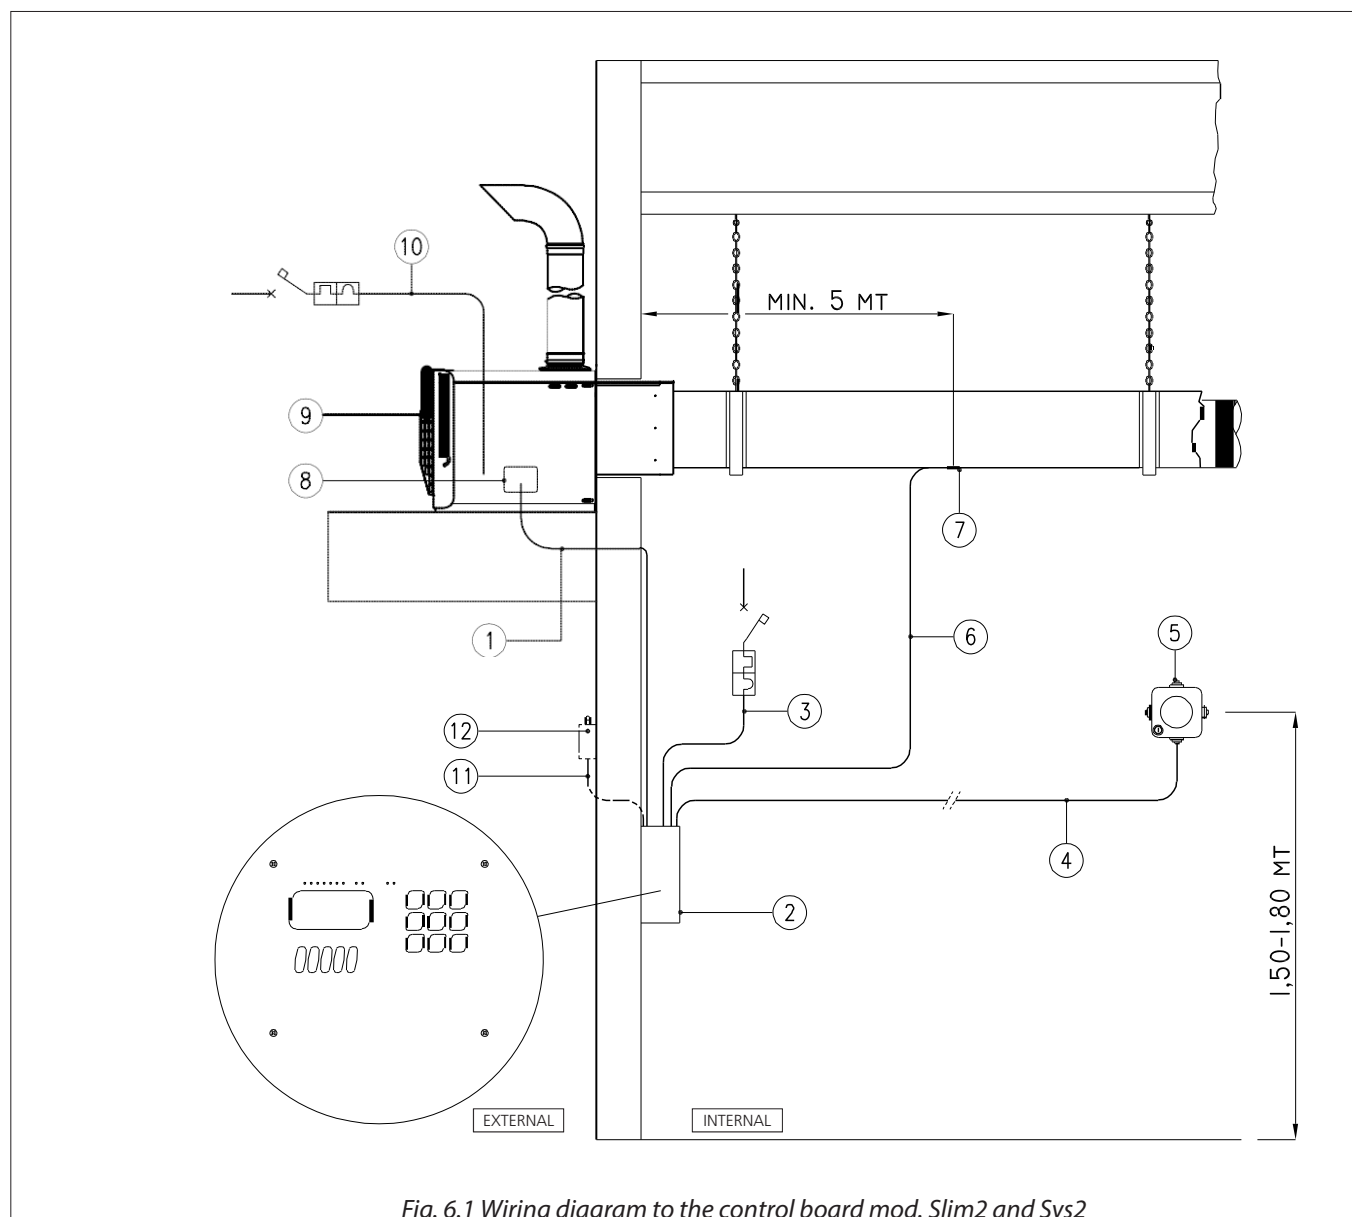 10
MIN. 5 MT
9
8
7
1
6
5
3
12
11
4
2
1,50-1,80 MT
EXTERNAL
INTERNAL
Fig. 6.1 Wiring diagram to the control board mod. Slim2 and Sys2